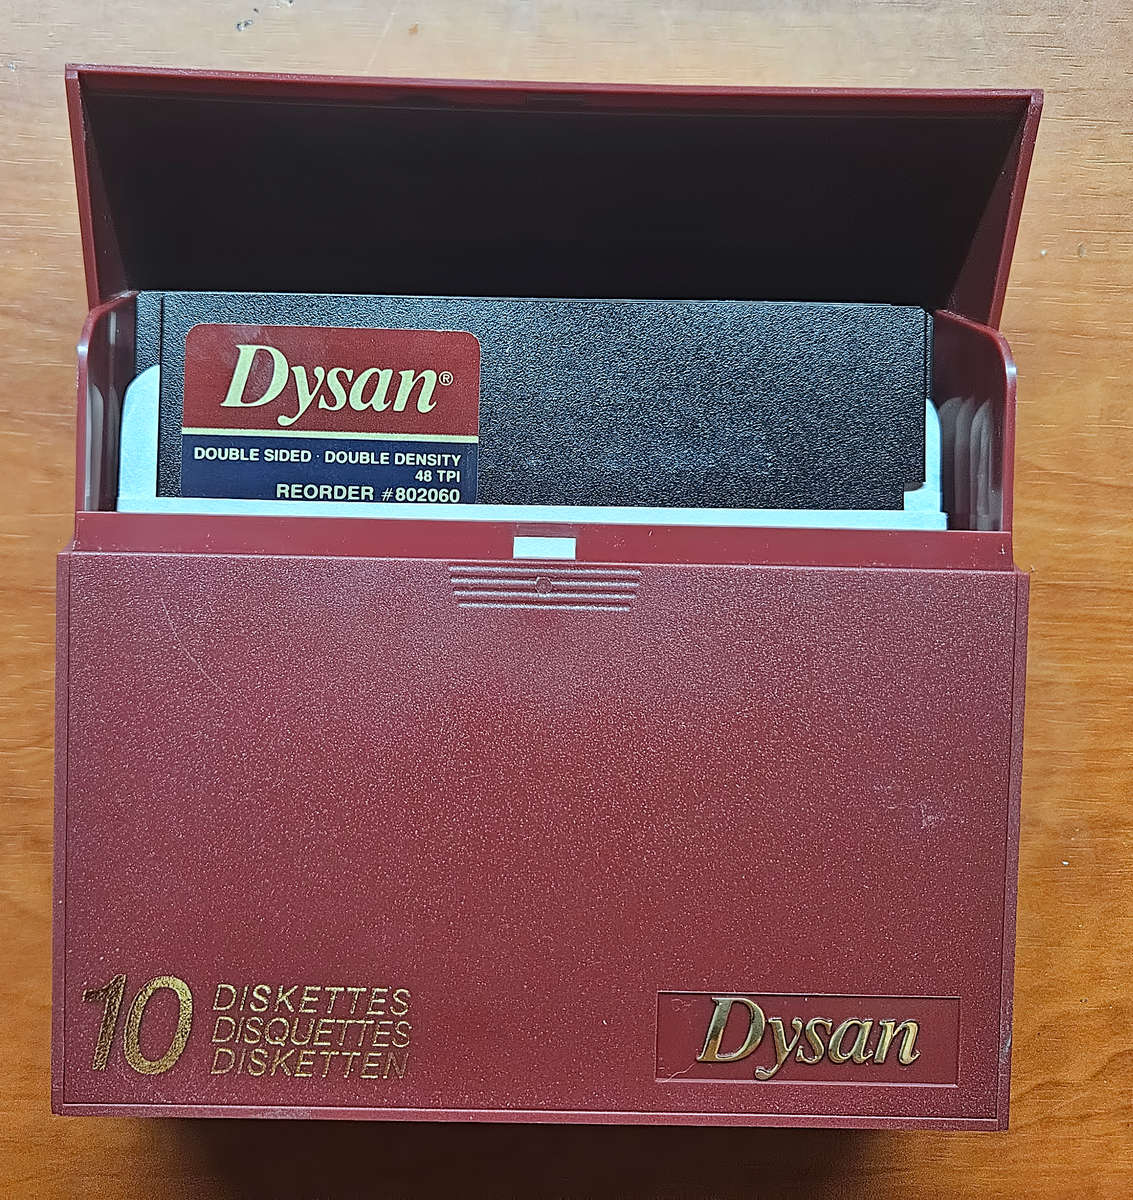 Dysan®
DOUBLE SIDED · DOUBLE DENSITY
48 TPI
REORDER #802060
10 DISKETTES
DISQUETTES
DISKETTEN
Dysan